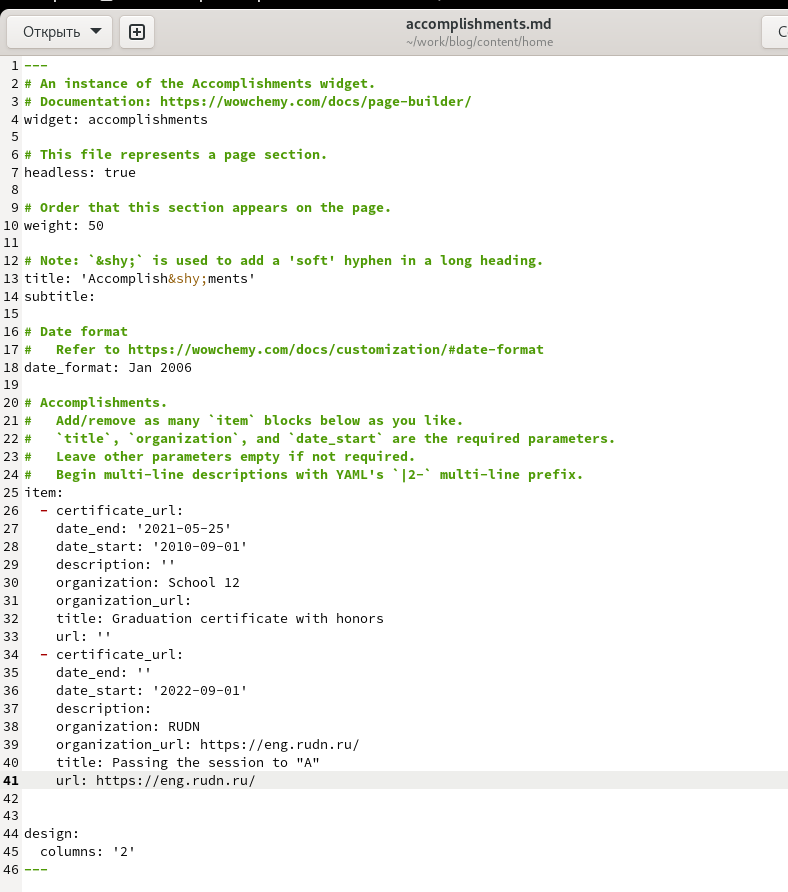 Открыть
accomplishments.md
~/work/blog/content/home
1 ---
2 # An instance of the Accomplishments widget.
3 # Documentation: https://wowchemy.com/docs/page-builder/
4 widget: accomplishments
5
6 # This file represents a page section.
7 headless: true
8
9 # Order that this section appears on the page.
10 weight: 50
11
12 # Note: `&shy;` is used to add a 'soft' hyphen in a long heading.
13 title: 'Accomplish&shy;ments'
14 subtitle:
15
16 # Date format
17 #   Refer to https://wowchemy.com/docs/customization/#date-format
18 date_format: Jan 2006
19
20 # Accomplishments.
21 #   Add/remove as many `item` blocks below as you like.
22 #   `title`, `organization`, and `date_start` are the required parameters.
23 #   Leave other parameters empty if not required.
24 #   Begin multi-line descriptions with YAML's `|2-` multi-line prefix.
25 item:
26   - certificate_url:
27     date_end: '2021-05-25'
28     date_start: '2010-09-01'
29     description: ''
30     organization: School 12
31     organization_url:
32     title: Graduation certificate with honors
33     url: ''
34   - certificate_url:
35     date_end: ''
36     date_start: '2022-09-01'
37     description:
38     organization: RUDN
39     organization_url: https://eng.rudn.ru/
40     title: Passing the session to "A"
41     url: https://eng.rudn.ru/
42
43
44 design:
45   columns: '2'
46 ---